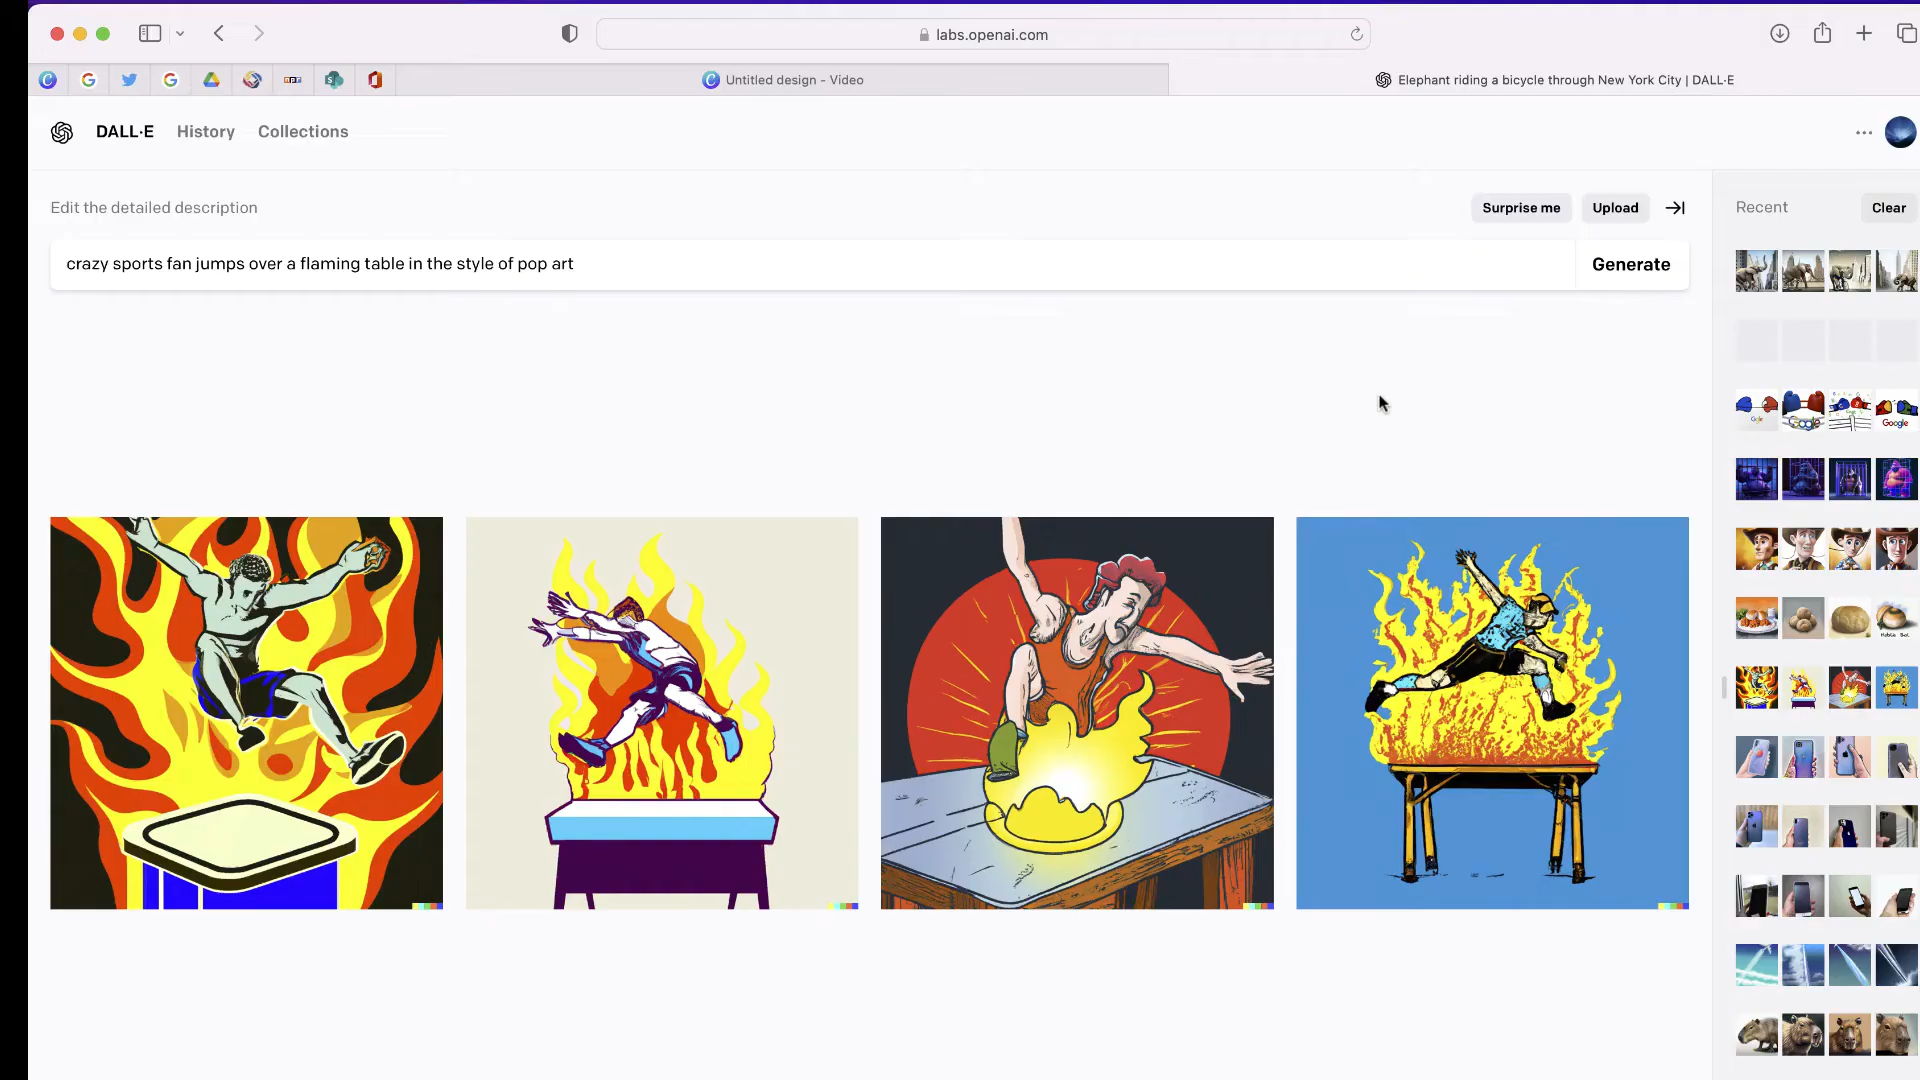 labs.openai.com
Untitled design - Video
Elephant riding a bicycle through New York City | DALL·E
DALL·E History Collections
Edit the detailed description
Surprise me
Upload
Recent
Clear
crazy sports fan jumps over a flaming table in the style of pop art
Generate
Google
Google